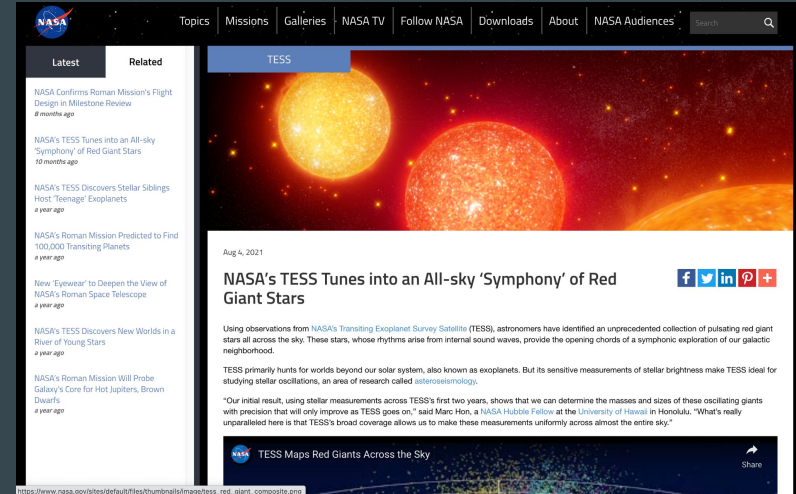 NASA
Topics Missions Galleries NASA TV Follow NASA Downloads About NASA Audiences Search
Latest Related
NASA Confirms Roman Mission's Flight
Design in Milestone Review
8 months ago
NASA's TESS Tunes into an All-sky
'Symphony' of Red Giant Stars
10 months ago
NASA's TESS Discovers Stellar Siblings
Host 'Teenage' Exoplanets
a year ago
NASA's Roman Mission Predicted to Find
100,000 Transiting Planets
a year ago
New 'Eyewear' to Deepen the View of
NASA's Roman Space Telescope
a year ago
NASA's TESS Discovers New Worlds in a
River of Young Stars
a year ago
NASA's Roman Mission Will Probe
Galaxy's Core for Hot Jupiters, Brown
Dwarfs
a year ago
TESS
Aug 4, 2021
NASA's TESS Tunes into an All-sky 'Symphony' of Red
Giant Stars
Using observations from NASA's Transiting Exoplanet Survey Satellite (TESS), astronomers have identified an unprecedented collection of pulsating red giant
stars all across the sky. These stars, whose rhythms arise from internal sound waves, provide the opening chords of a symphonic exploration of our galactic
neighborhood.
TESS primarily hunts for worlds beyond our solar system, also known as exoplanets. But its sensitive measurements of stellar brightness make TESS ideal for
studying stellar oscillations, an area of research called asteroseismology.
“Our initial result, using stellar measurements across TESS's first two years, shows that we can determine the masses and sizes of these oscillating giants
with precision that will only improve as TESS goes on,” said Marc Hon, a NASA Hubble Fellow at the University of Hawaii in Honolulu. “What's really
unparalleled here is that TESS's broad coverage allows us to make these measurements uniformly across almost the entire sky.”
NASA TESS Maps Red Giants Across the Sky
Share
https://www.nasa.gov/sites/default/files/thumbnails/image/tess_red_giant_composite.png